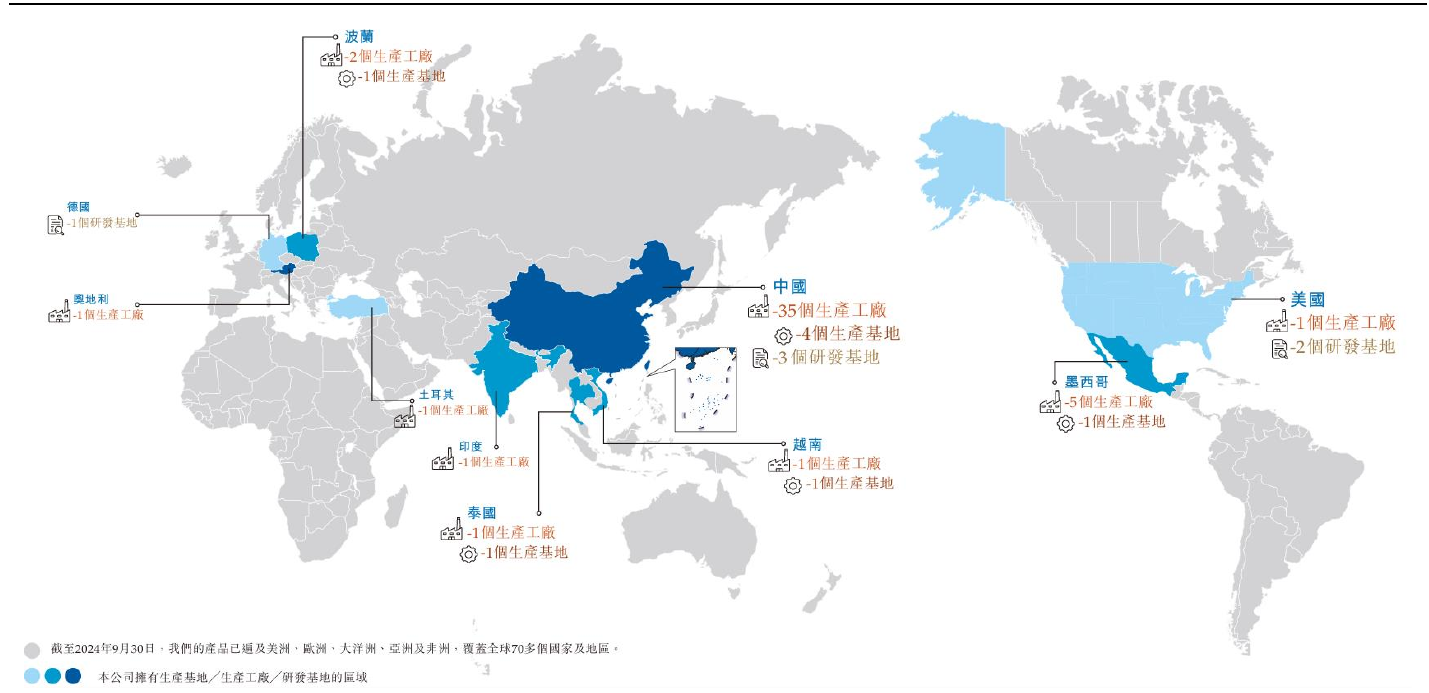 波蘭
-2個生產工廠
-1個生產基地
德國
-1個研發基地
奧地利
-1個生產工廠
中國
-35個生產工廠
-4個生產基地
-3個研發基地
美國
-1個生產工廠
-2個研發基地
墨西哥
-5個生產工廠
-1個生產基地
土耳其
-1個生產工廠
印度
-1個生產工廠
越南
-1個生產工廠
-1個生產基地
泰國
-1個生產工廠
-1個生產基地
截至2024年9月30日，我們的產品已遍及美洲、歐洲、大洋洲、亞洲及非洲，覆蓋全球70多個國家及地區。
本公司擁有生產基地╱生產工廠╱研發基地的區域